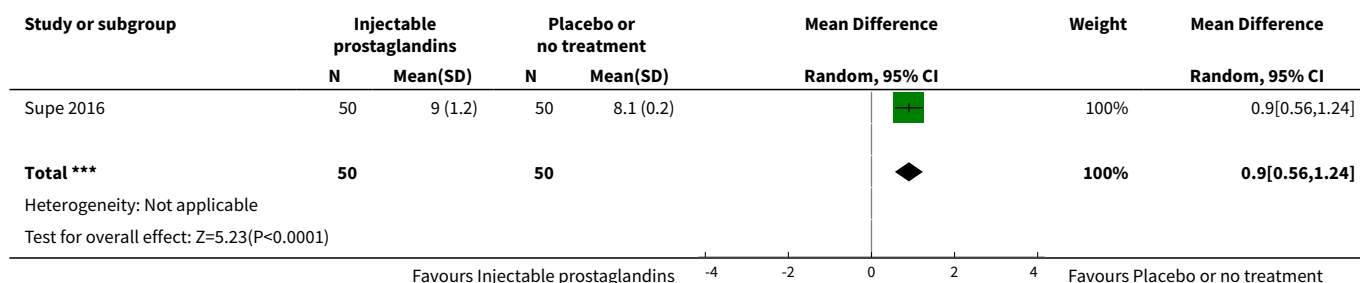 Study or subgroup Injectable prostaglandins Placebo or no treatment Mean Difference Weight Mean Difference
N Mean(SD) N Mean(SD) Random, 95% CI Random, 95% CI
Supe 2016 50 9 (1.2) 50 8.1 (0.2) 100% 0.9[0.56,1.24]
Total *** 50 50 100% 0.9[0.56,1.24]
Heterogeneity: Not applicable
Test for overall effect: Z=5.23(P<0.0001)
Favours Injectable prostaglandins -4 -2 0 2 4 Favours Placebo or no treatment